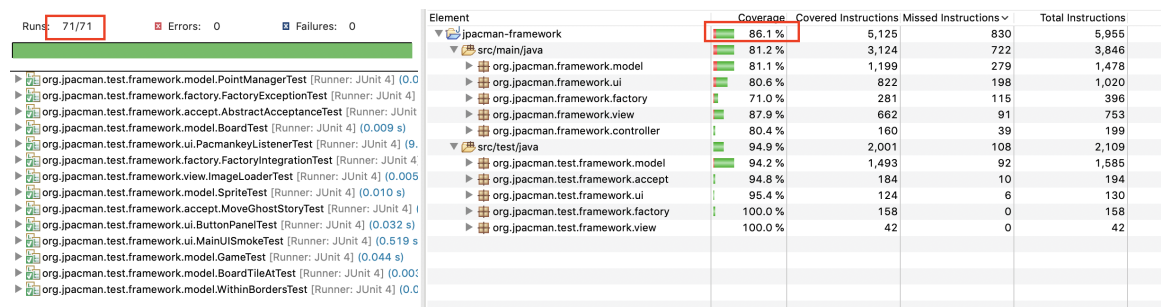 Runs: 71/71 Errors: 0 Failures: 0
org.jpacman.test.framework.model.PointManagerTest [Runner: JUnit 4] (0.0
org.jpacman.test.framework.factory.FactoryExceptionTest [Runner: JUnit 4]
org.jpacman.test.framework.accept.AbstractAcceptanceTest [Runner: JUnit
org.jpacman.test.framework.model.BoardTest [Runner: JUnit 4] (0.009 s)
org.jpacman.test.framework.ui.PacmankeyListenerTest [Runner: JUnit 4] (9.
org.jpacman.test.framework.factory.FactoryIntegrationTest [Runner: JUnit 4
org.jpacman.test.framework.view.ImageLoaderTest [Runner: JUnit 4] (0.005
org.jpacman.test.framework.model.SpriteTest [Runner: JUnit 4] (0.010 s)
org.jpacman.test.framework.accept.MoveGhostStoryTest [Runner: JUnit 4] (
org.jpacman.test.framework.ui.ButtonPanelTest [Runner: JUnit 4] (0.032 s)
org.jpacman.test.framework.ui.MainUISmokeTest [Runner: JUnit 4] (0.519 s
org.jpacman.test.framework.model.GameTest [Runner: JUnit 4] (0.044 s)
org.jpacman.test.framework.model.BoardTileAtTest [Runner: JUnit 4] (0.003
org.jpacman.test.framework.model.WithinBordersTest [Runner: JUnit 4] (0.0
Element Coverage Covered Instructions Missed Instructions Total Instructions
jpacman-framework 86.1 % 5,125 830 5,955
src/main/java 81.2 % 3,124 722 3,846
org.jpacman.framework.model 81.1 % 1,199 279 1,478
org.jpacman.framework.ui 80.6 % 822 198 1,020
org.jpacman.framework.factory 71.0 % 281 115 396
org.jpacman.framework.view 87.9 % 662 91 753
org.jpacman.framework.controller 80.4 % 160 39 199
src/test/java 94.9 % 2,001 108 2,109
org.jpacman.test.framework.model 94.2 % 1,493 92 1,585
org.jpacman.test.framework.accept 94.8 % 184 10 194
org.jpacman.test.framework.ui 95.4 % 124 6 130
org.jpacman.test.framework.factory 100.0 % 158 0 158
org.jpacman.test.framework.view 100.0 % 42 0 42